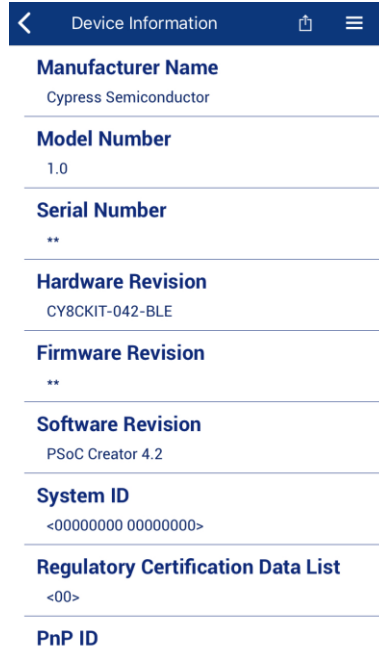 Device Information
Manufacturer Name
Cypress Semiconductor
Model Number
1.0
Serial Number
**
Hardware Revision
CY8CKIT-042-BLE
Firmware Revision
**
Software Revision
PSoC Creator 4.2
System ID
<00000000 00000000>
Regulatory Certification Data List
<00>
PnP ID